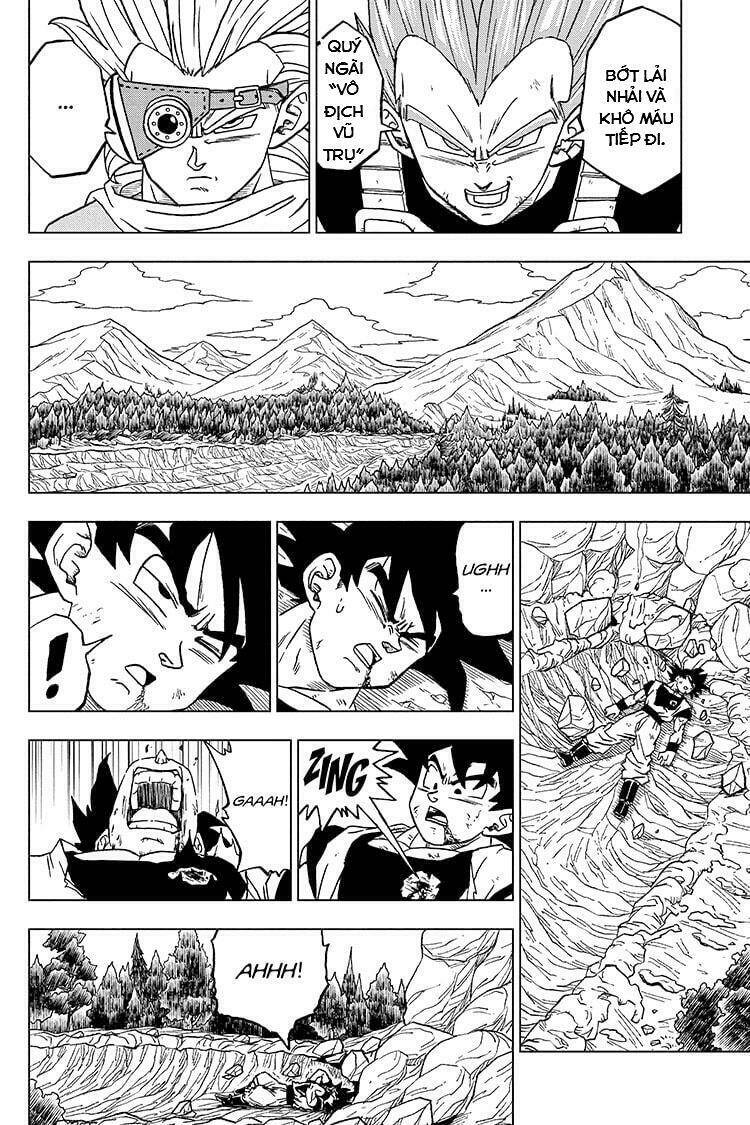 BỚT LẢI
NHẢI VÀ
KHÔ MÁU
TIẾP ĐI.
QUÝ
NGÀI
"VÔ
ĐỊCH
VŨ
TRỤ"
...
UGHH
...
!
ZING
GAAAH!
AHHH!